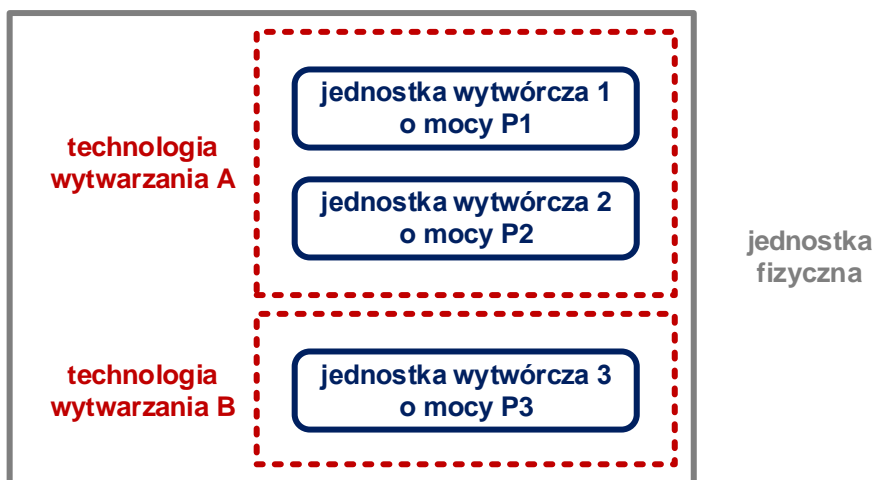 jednostka wytwórcza 1
o mocy P1
technologia
wytwarzania A
jednostka wytwórcza 2
o mocy P2
jednostka
fizyczna
technologia
wytwarzania B
jednostka wytwórcza 3
o mocy P3